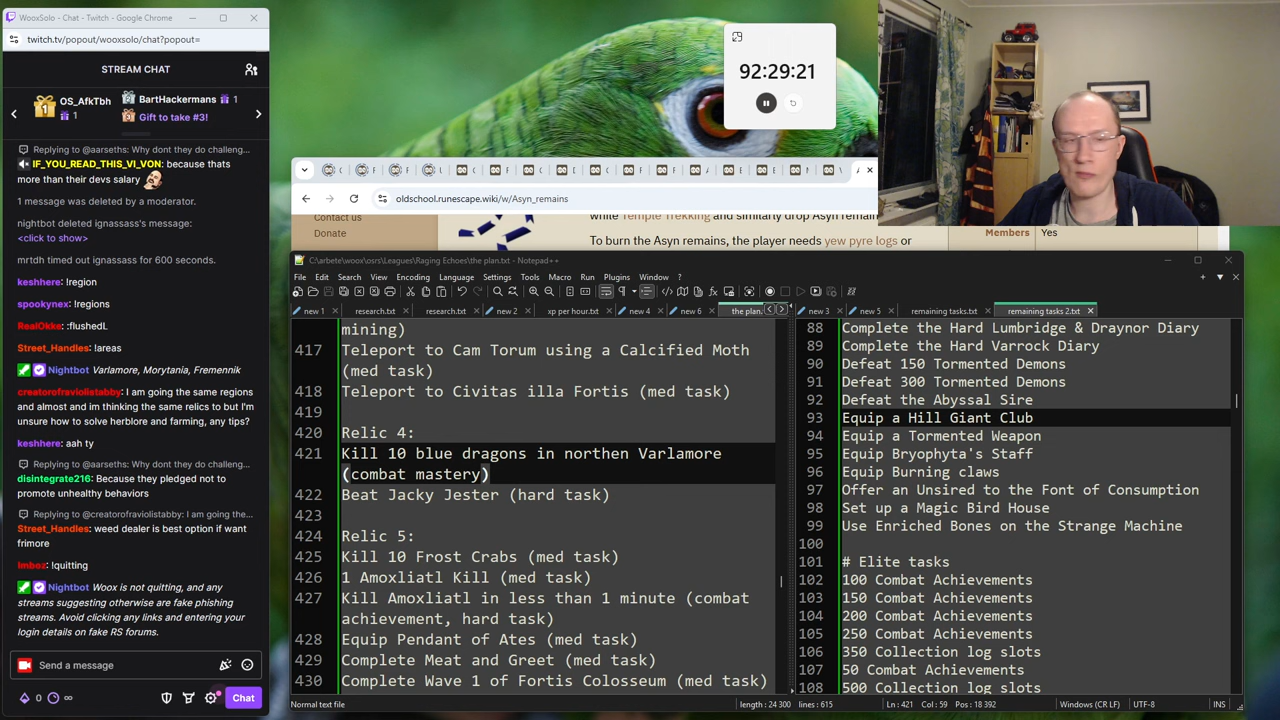 WooxSolo - Chat - Twitch - Google Chrome
twitch.tv/popout/wooxsolo/chat?popout=
STREAM CHAT
OS_AfkTbh
1
BartHackermans 1
Gift to take #3!
Replying to @aarseths: Why dont they do challeng...
IF_YOU_READ_THIS_VI_VON: because thats
more than their devs salary
1 message was deleted by a moderator.
nightbot deleted ignassass's message:
<click to show>
mrtdh timed out ignassass for 600 seconds.
keshhere: !region
spookynex: !regions
RealOkke: :flushedL
Street_Handles: !areas
Nightbot Varlamore, Morytania, Fremennik
creatorofraviolistabby: I am going the same regions
and almost and im thinking the same relics to but I'm
unsure how to solve herblore and farming, any tips?
keshhere: aah ty
Replying to @aarseths: Why dont they do challeng...
disintegrate216: Because they pledged not to
promote unhealthy behaviors
Replying to @creatorofraviolistabby: I am going the...
Street_Handles: weed dealer is best option if want
frimore
Imboz: !quitting
Nightbot Woox is not quitting, and any
streams suggesting otherwise are fake phishing
streams. Avoid clicking any links and entering your
login details on fake RS forums.
Send a message
0
∞
Chat
92:29:21
oldschool.runescape.wiki/w/Asyn_remains
Contact us
Donate
while Temple Trekking and similarly drop Asyn remain
To burn the Asyn remains, the player needs yew pyre logs or
Members
Yes
C:\arbete\woox\osrs\Leagues\Raging Echoes\the plan.txt - Notepad++
File Edit Search View Encoding Language Settings Tools Macro Run Plugins Window ?
new 1
research.txt
research.txt
new 2
xp per hour.txt
new 4
new 6
the plan.
new 3
new 5
remaining tasks.txt
remaining tasks 2.txt
mining)
417 Teleport to Cam Torum using a Calcified Moth
(med task)
418 Teleport to Civitas illa Fortis (med task)
419
420 Relic 4:
421 Kill 10 blue dragons in northen Varlamore
(combat mastery)
422 Beat Jacky Jester (hard task)
423
424 Relic 5:
425 Kill 10 Frost Crabs (med task)
426 1 Amoxliatl Kill (med task)
427 Kill Amoxliatl in less than 1 minute (combat
achievement, hard task)
428 Equip Pendant of Ates (med task)
429 Complete Meat and Greet (med task)
430 Complete Wave 1 of Fortis Colosseum (med task)
88 Complete the Hard Lumbridge & Draynor Diary
89 Complete the Hard Varrock Diary
90 Defeat 150 Tormented Demons
91 Defeat 300 Tormented Demons
92 Defeat the Abyssal Sire
93 Equip a Hill Giant Club
94 Equip a Tormented Weapon
95 Equip Bryophyta's Staff
96 Equip Burning claws
97 Offer an Unsired to the Font of Consumption
98 Set up a Magic Bird House
99 Use Enriched Bones on the Strange Machine
100
101 # Elite tasks
102 100 Combat Achievements
103 150 Combat Achievements
104 200 Combat Achievements
105 250 Combat Achievements
106 350 Collection log slots
107 50 Combat Achievements
108 500 Collection log slots
Normal text file
length : 24 300 lines : 615
Ln : 421 Col : 59 Pos : 18 392
Windows (CR LF)
UTF-8
INS